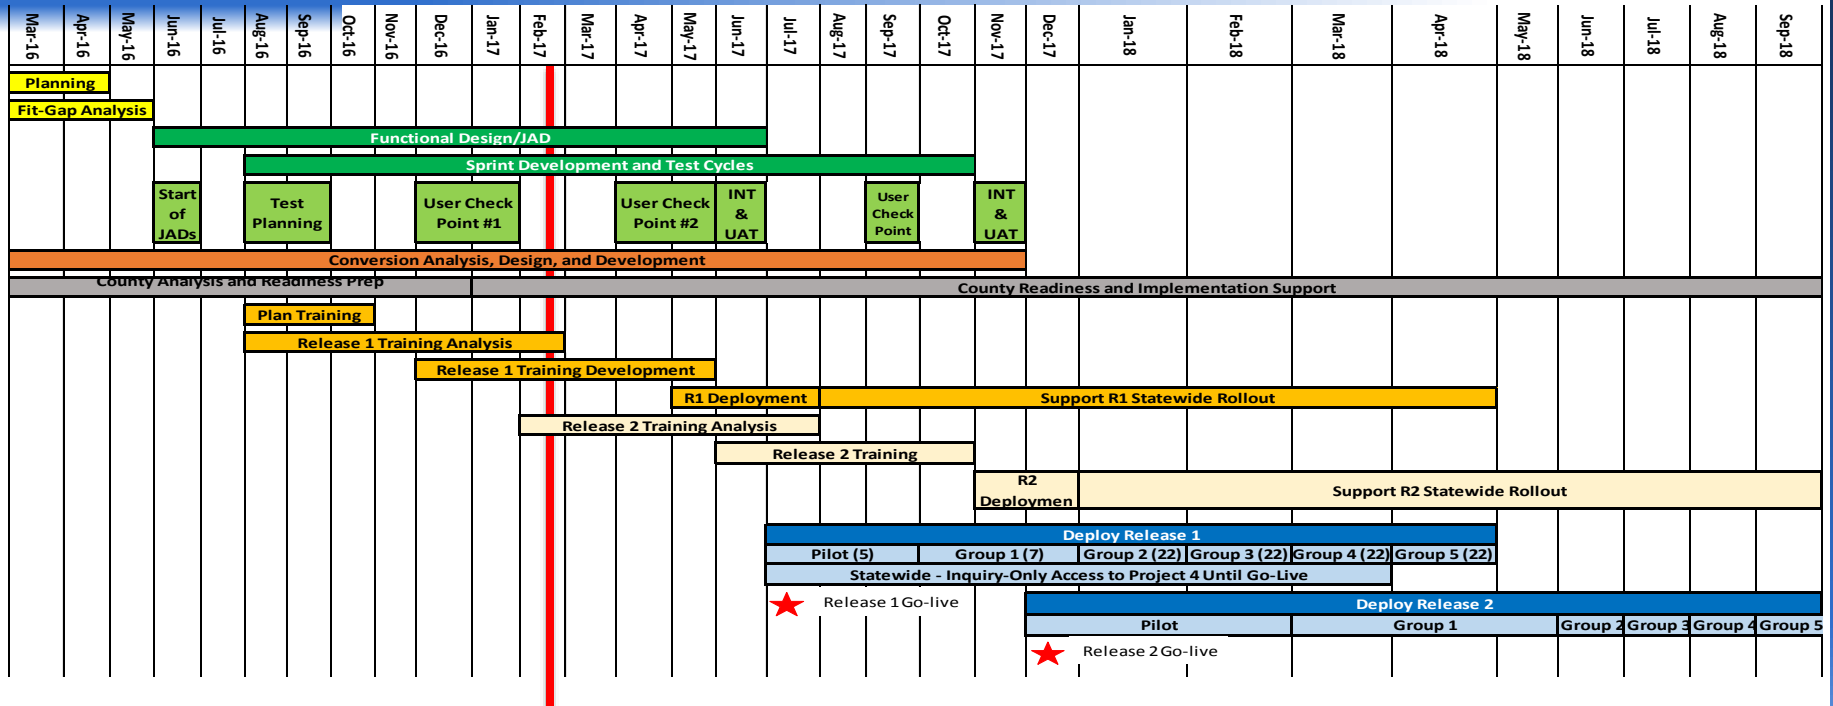 Mar-16
Apr-16
May-16
Jun-16
Jul-16
Aug-16
Sep-16
Oct-16
Nov-16
Dec-16
Jan-17
Feb-17
Mar-17
Apr-17
May-17
Jun-17
Jul-17
Aug-17
Sep-17
Oct-17
Nov-17
Dec-17
Jan-18
Feb-18
Mar-18
Apr-18
May-18
Jun-18
Jul-18
Aug-18
Sep-18
Planning
Fit-Gap Analysis
Functional Design/JAD
Sprint Development and Test Cycles
Start
of
JADs
Test
Planning
User Check
Point #1
User Check
Point #2
INT
&
UAT
User
Check
Point
INT
&
UAT
Conversion Analysis, Design, and Development
County Analysis and Readiness Prep
County Readiness and Implementation Support
Plan Training
Release 1 Training Analysis
Release 1 Training Development
R1 Deployment
Support R1 Statewide Rollout
Release 2 Training Analysis
Release 2 Training
R2
Deploymen
Support R2 Statewide Rollout
Deploy Release 1
Pilot (5)
Group 1 (7)
Group 2 (22)
Group 3 (22)
Group 4 (22)
Group 5 (22)
Statewide - Inquiry-Only Access to Project 4 Until Go-Live
Release 1 Go-live
Deploy Release 2
Pilot
Group 1
Group 2
Group 3
Group 4
Group 5
Release 2 Go-live